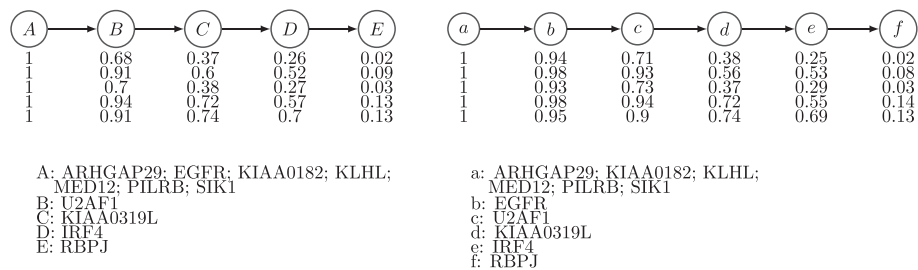 A B C D E
1 0.68 0.37 0.26 0.02
1 0.91 0.6 0.52 0.09
1 0.7 0.38 0.27 0.03
1 0.94 0.72 0.57 0.13
1 0.91 0.74 0.7 0.13
A: ARHGAP29; EGFR; KIAA0182; KLHL;
MED12; PILRB; SIK1
B: U2AF1
C: KIAA0319L
D: IRF4
E: RBPJ
a b c d e f
1 0.94 0.71 0.38 0.25 0.02
1 0.98 0.93 0.56 0.53 0.08
1 0.93 0.73 0.37 0.29 0.03
1 0.98 0.94 0.72 0.55 0.14
1 0.95 0.9 0.74 0.69 0.13
a: ARHGAP29; KIAA0182; KLHL;
MED12; PILRB; SIK1
b: EGFR
c: U2AF1
d: KIAA0319L
e: IRF4
f: RBPJ